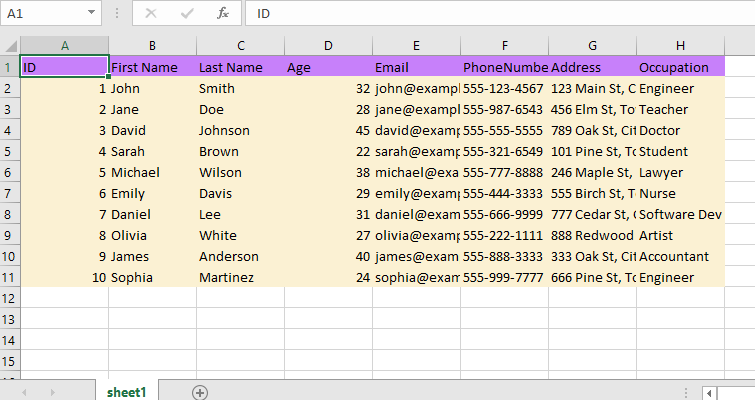 A1 fx ID
A B C D E F G H
1 ID First Name Last Name Age Email PhoneNumbe Address Occupation
2 1 John Smith 32 john@exampl 555-123-4567 123 Main St, C Engineer
3 2 Jane Doe 28 jane@exampl 555-987-6543 456 Elm St, To Teacher
4 3 David Johnson 45 david@examp 555-555-5555 789 Oak St, Cit Doctor
5 4 Sarah Brown 22 sarah@examp 555-321-6549 101 Pine St, To Student
6 5 Michael Wilson 38 michael@exa 555-777-8888 246 Maple St, Lawyer
7 6 Emily Davis 29 emily@examp 555-444-3333 555 Birch St, T Nurse
8 7 Daniel Lee 31 daniel@exam 555-666-9999 777 Cedar St, Software Dev
9 8 Olivia White 27 olivia@examp 555-222-1111 888 Redwood Artist
10 9 James Anderson 40 james@exam 555-888-3333 333 Oak St, Cit Accountant
11 10 Sophia Martinez 24 sophia@exam 555-999-7777 666 Pine St, To Engineer
12
13
14
15
sheet1